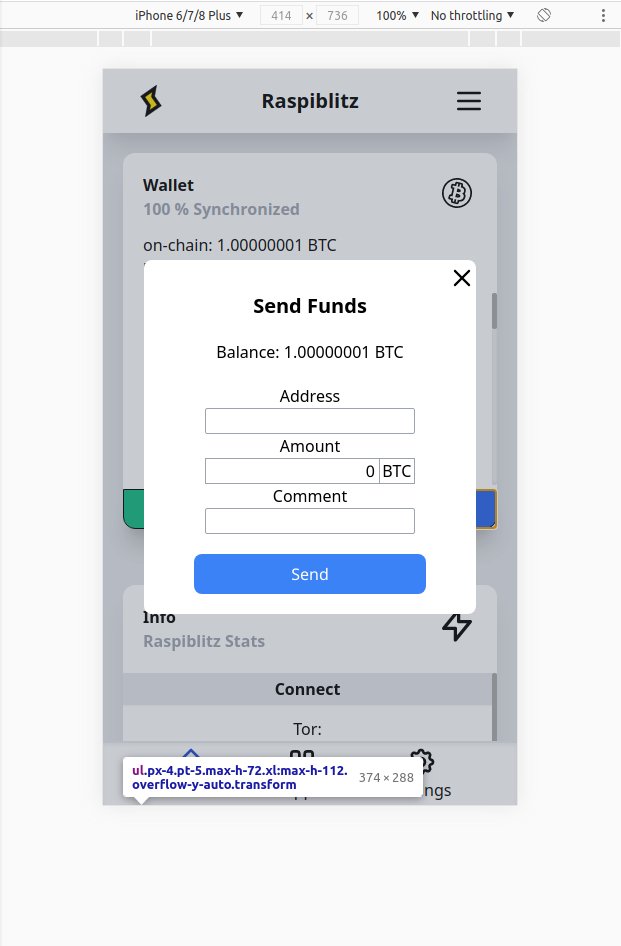 iPhone 6/7/8 Plus ▼ 414 × 736 100% ▼ No throttling ▼
Raspiblitz
Wallet
100 % Synchronized
on-chain: 1.00000001 BTC
Send Funds
Balance: 1.00000001 BTC
Address
Amount
0 BTC
Comment
Send
Info
Raspiblitz Stats
Connect
Tor:
ul.px-4.pt-5.max-h-72.xl:max-h-112.
overflow-y-auto.transform
374 × 288
ngs